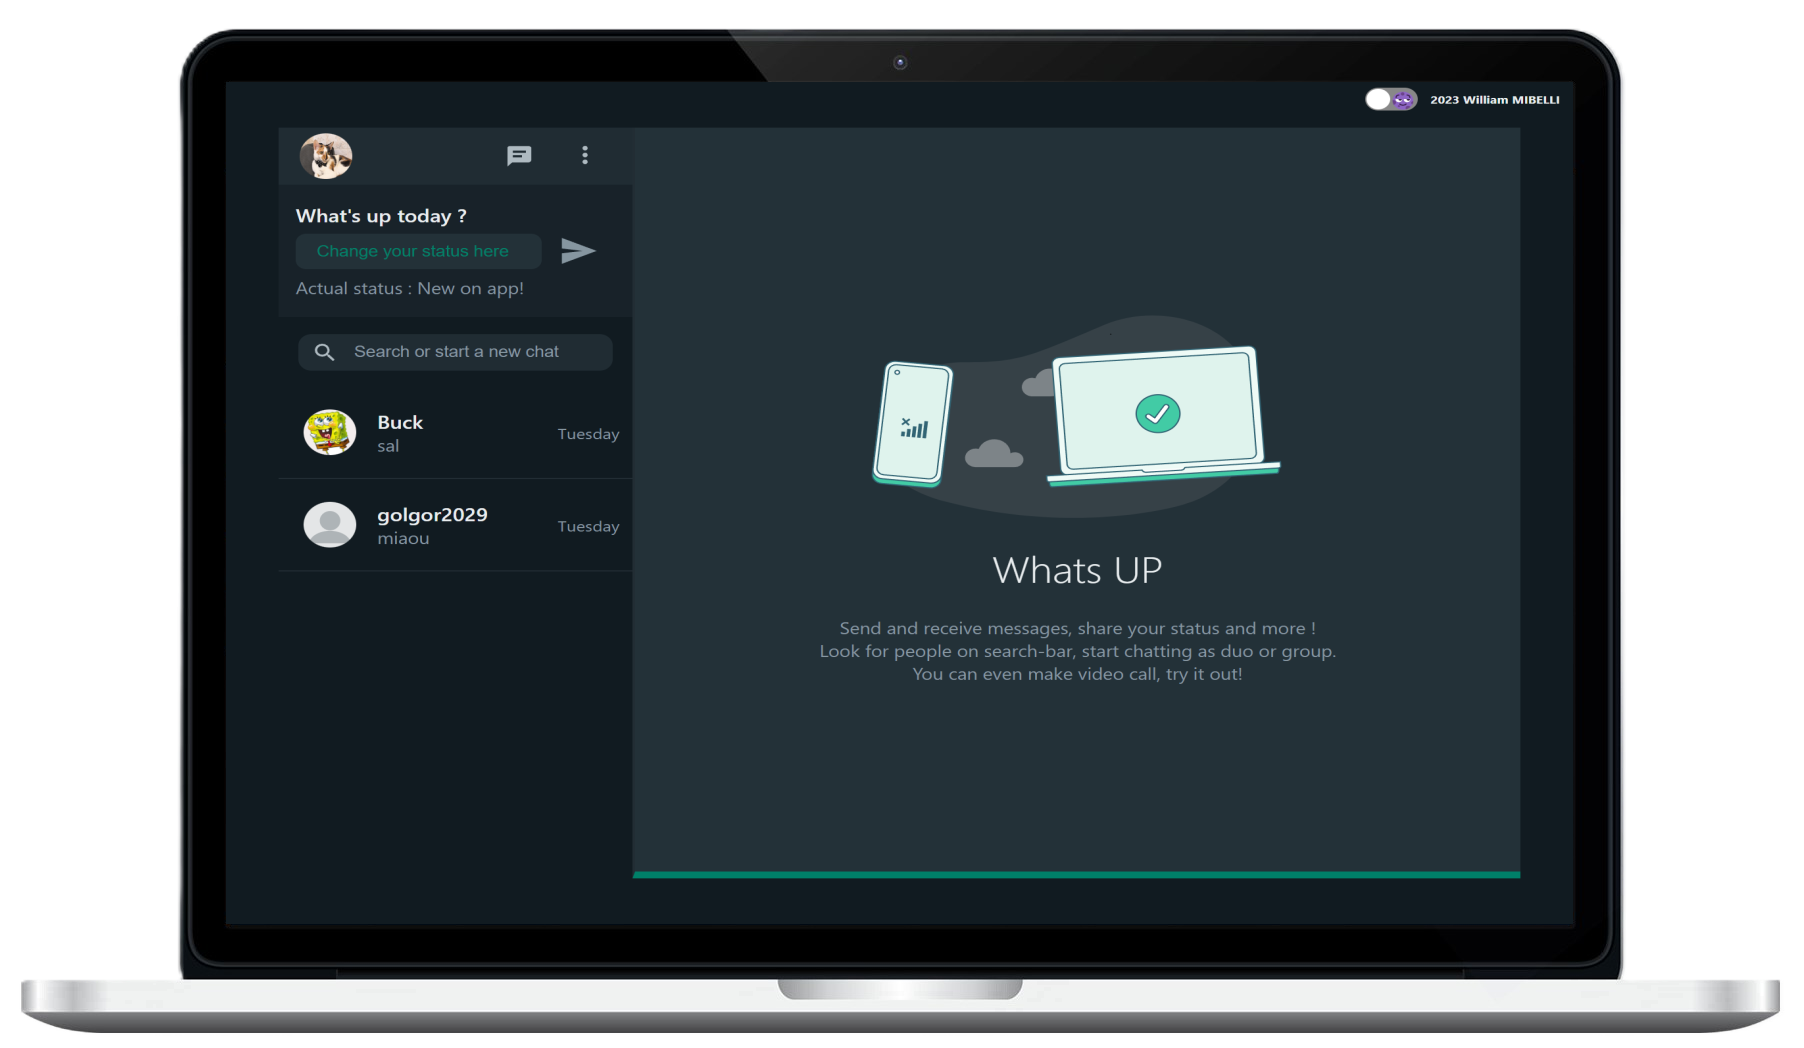 2023 William MIBELLI
What's up today ?
Change your status here
Actual status : New on app!
Search or start a new chat
Buck
sal
Tuesday
golgor2029
miaou
Tuesday
Whats UP
Send and receive messages, share your status and more !
Look for people on search-bar, start chatting as duo or group.
You can even make video call, try it out!